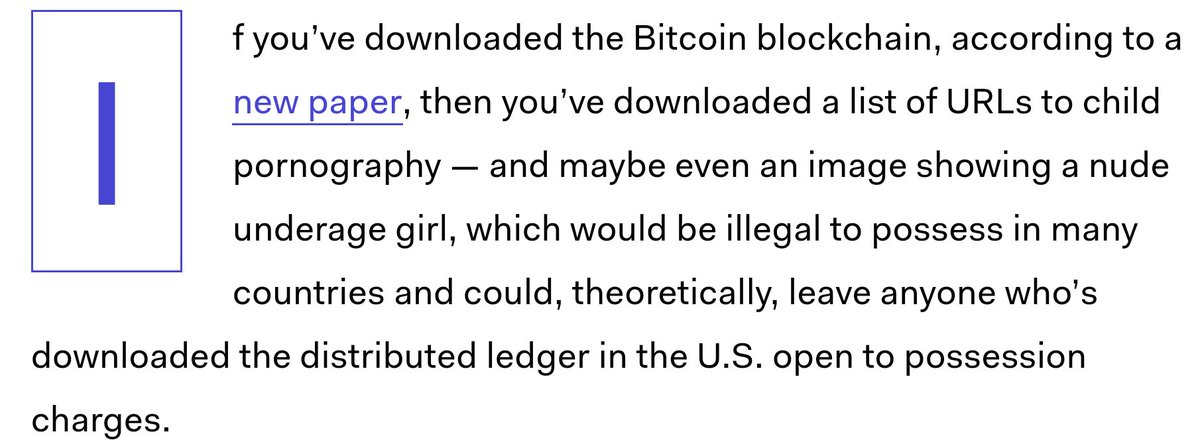 If you’ve downloaded the Bitcoin blockchain, according to a
new paper, then you’ve downloaded a list of URLs to child
pornography — and maybe even an image showing a nude
underage girl, which would be illegal to possess in many
countries and could, theoretically, leave anyone who’s
downloaded the distributed ledger in the U.S. open to possession
charges.